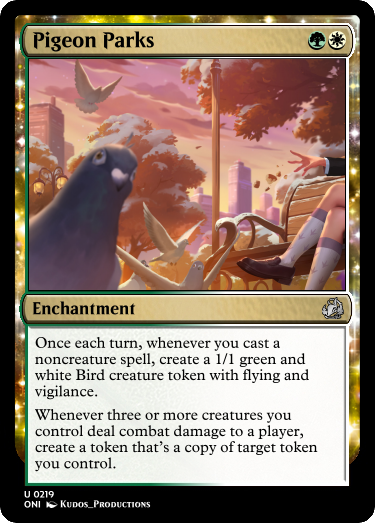 Pigeon Parks
Enchantment
Once each turn, whenever you cast a
noncreature spell, create a 1/1 green and
white Bird creature token with flying and
vigilance.
Whenever three or more creatures you
control deal combat damage to a player,
create a token that's a copy of target token
you control.
U 0219
ONI Kudos_Productions